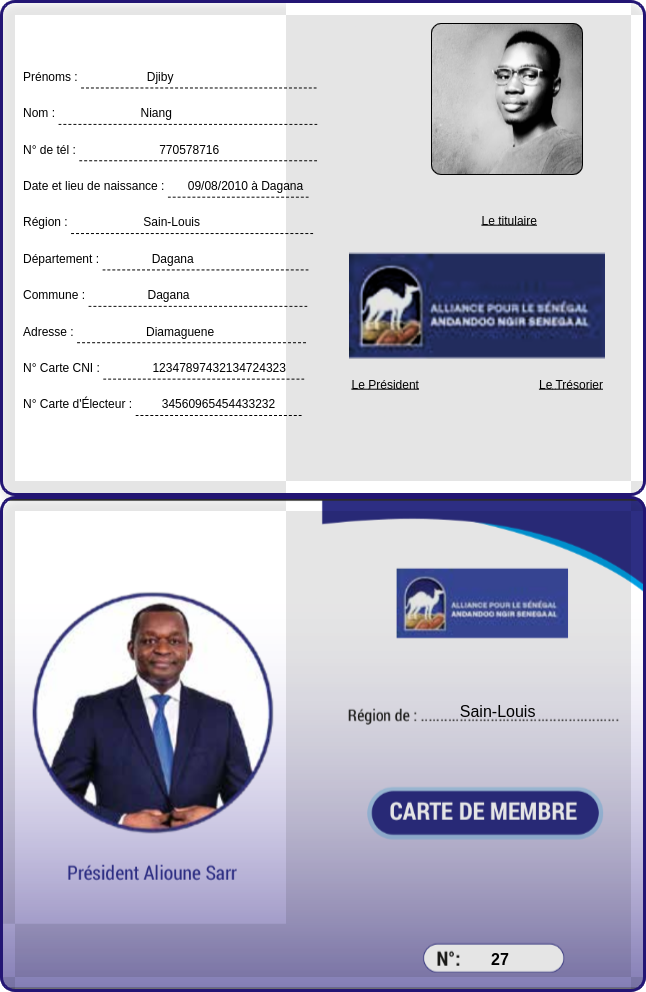 Prénoms : Djiby
Nom : Niang
N° de tél : 770578716
Date et lieu de naissance : 09/08/2010 à Dagana
Région : Sain-Louis
Département : Dagana
Commune : Dagana
Adresse : Diamaguene
N° Carte CNI : 12347897432134724323
N° Carte d'Électeur : 34560965454433232
Le titulaire
ALLIANCE POUR LE SÉNÉGAL
ANDANDOO NGIR SENEGAAL
Le Président
Le Trésorier
Président Alioune Sarr
ALLIANCE POUR LE SÉNÉGAL
ANDANDOO NGIR SENEGAAL
Région de : Sain-Louis
CARTE DE MEMBRE
N°: 27